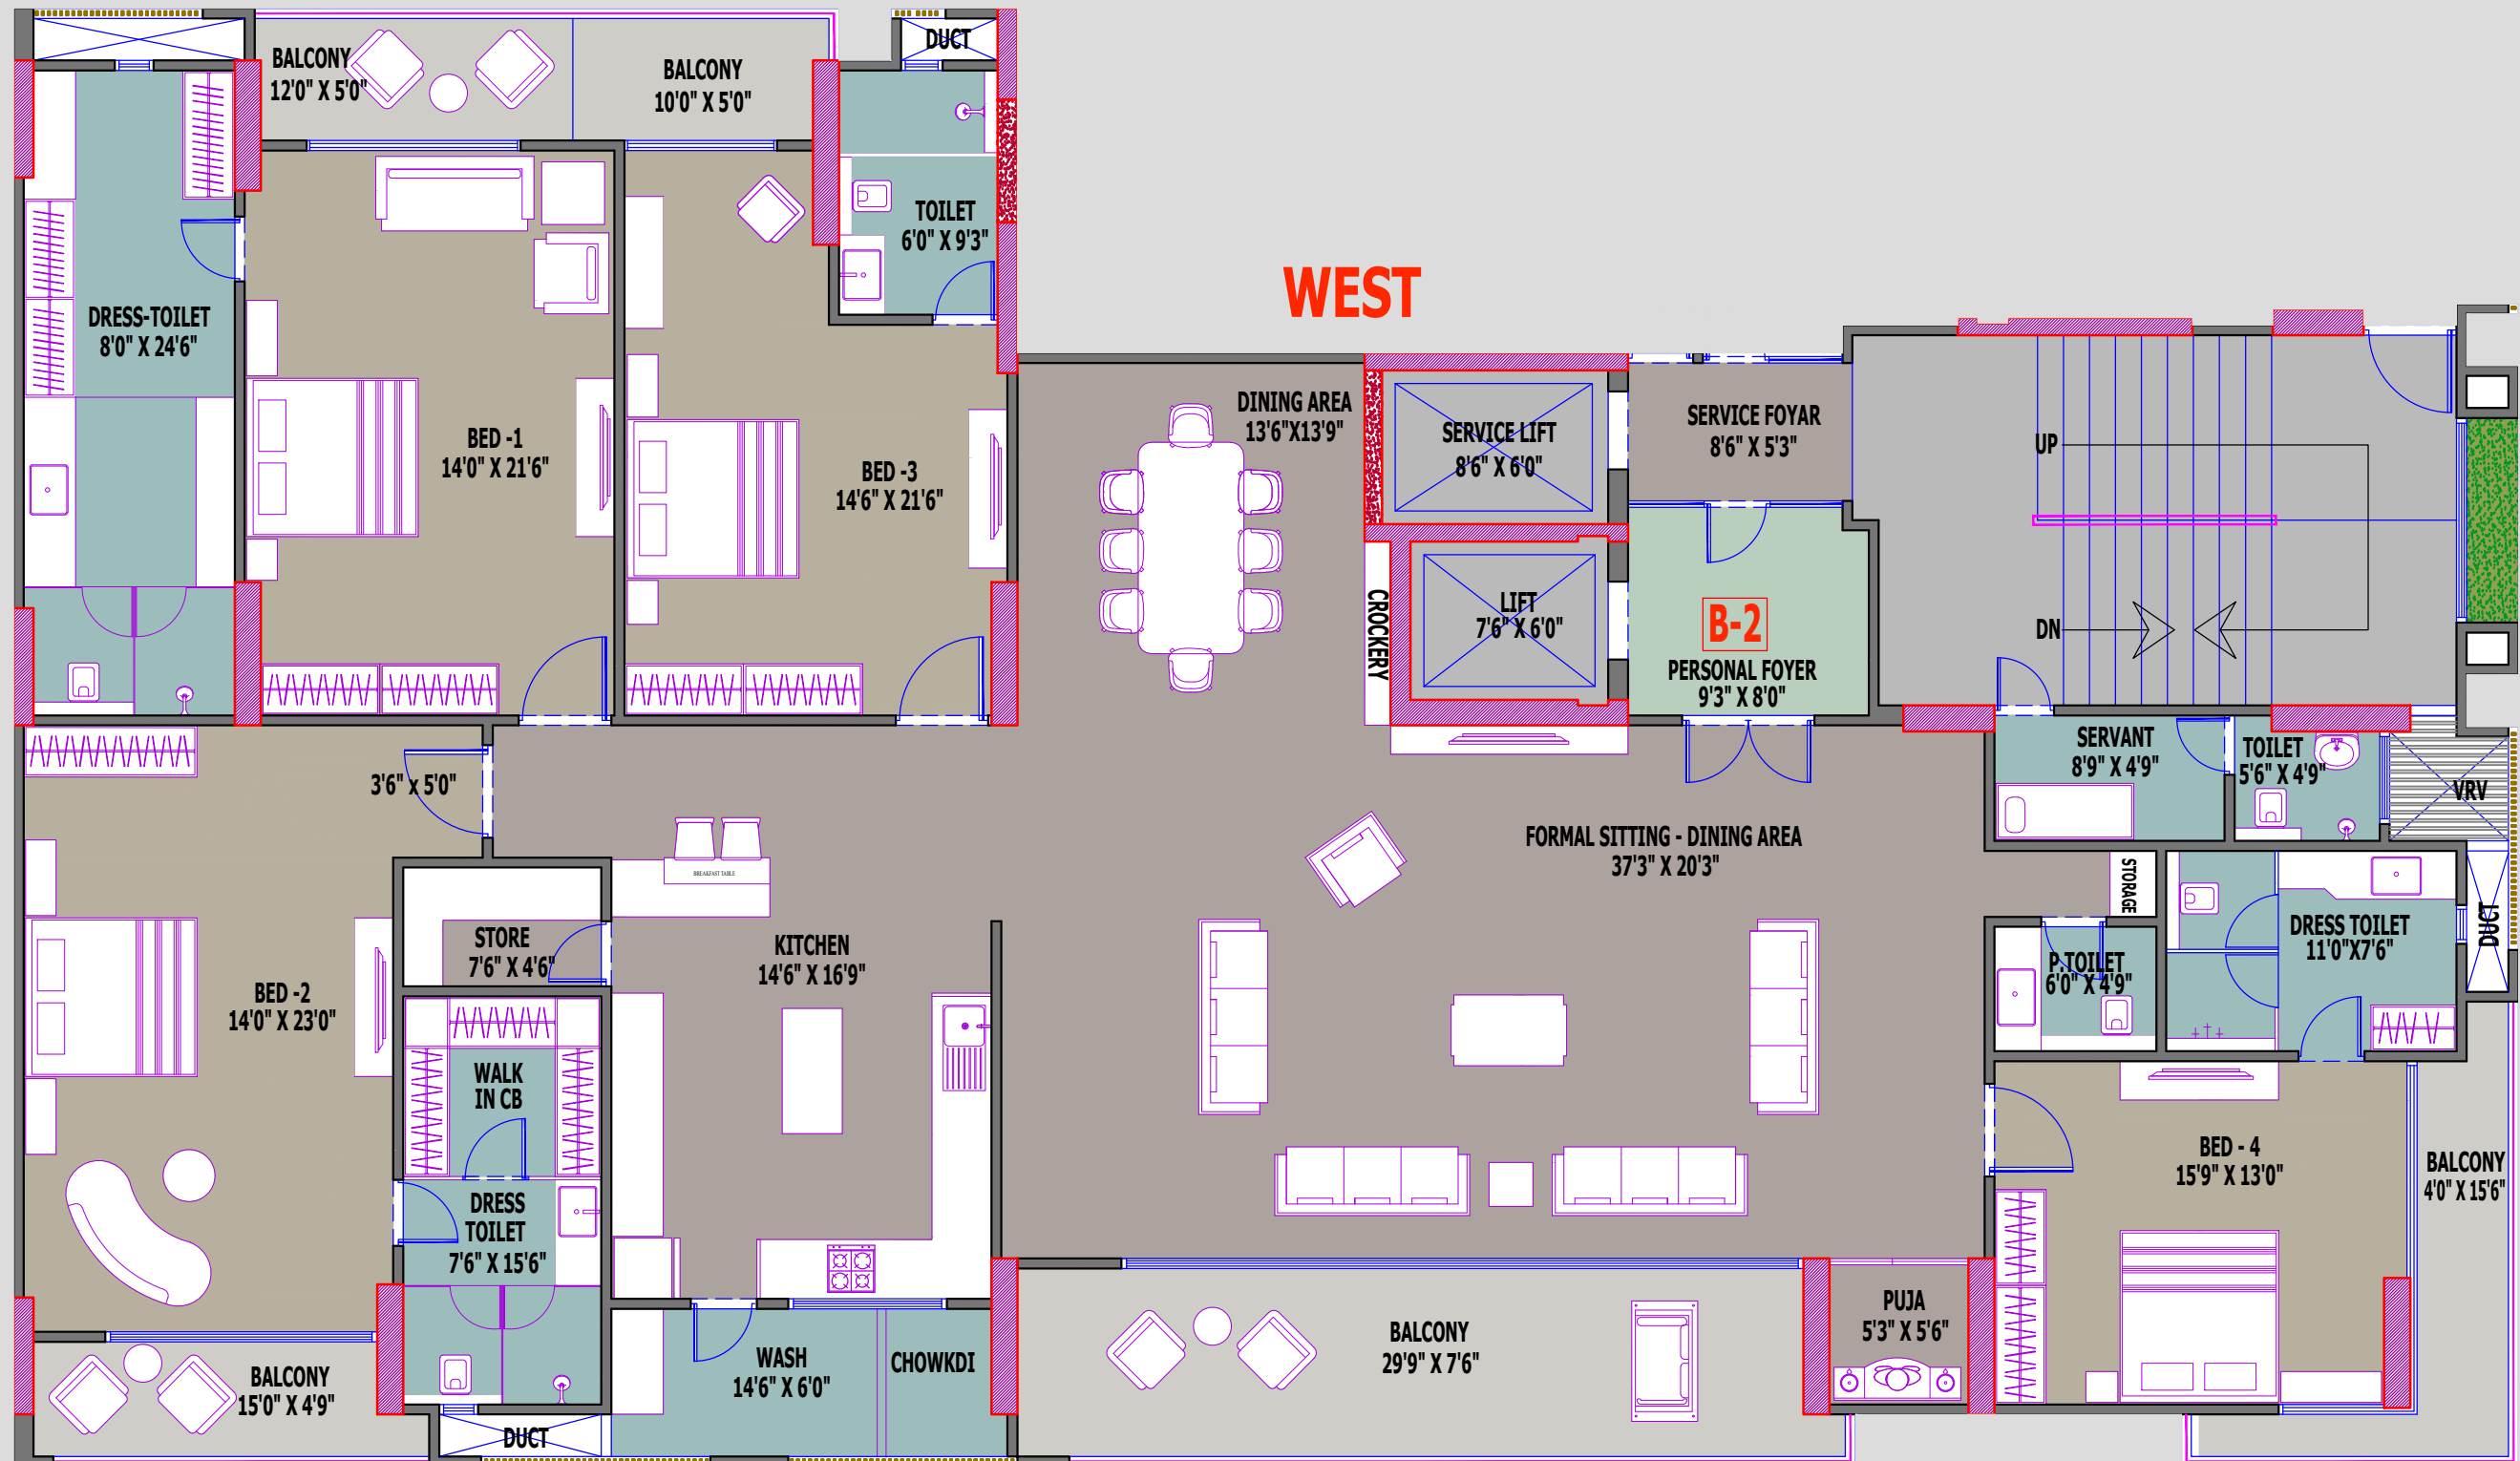 BALCONY
12'0" X 5'0"
BALCONY
10'0" X 5'0"
DUCT
TOILET
6'0" X 9'3"
WEST
DRESS-TOILET
8'0" X 24'6"
BED -1
14'0" X 21'6"
BED -3
14'6" X 21'6"
DINING AREA
13'6"X13'9"
SERVICE LIFT
8'6" X 6'0"
SERVICE FOYAR
8'6" X 5'3"
UP
LIFT
7'6" X 6'0"
CROCKERY
B-2
PERSONAL FOYER
9'3" X 8'0"
DN
3'6" x 5'0"
SERVANT
8'9" X 4'9"
TOILET
5'6" X 4'9"
VRV
FORMAL SITTING - DINING AREA
37'3" X 20'3"
BREAKFAST TABLE
STORAGE
STORE
7'6" X 4'6"
KITCHEN
14'6" X 16'9"
DRESS TOILET
11'0"X7'6"
DUCT
P.TOILET
6'0" X 4'9"
BED -2
14'0" X 23'0"
WALK
IN CB
DRESS
TOILET
7'6" X 15'6"
BED - 4
15'9" X 13'0"
BALCONY
4'0" X 15'6"
PUJA
5'3" X 5'6"
BALCONY
29'9" X 7'6"
WASH
14'6" X 6'0"
CHOWKDI
BALCONY
15'0" X 4'9"
DUCT